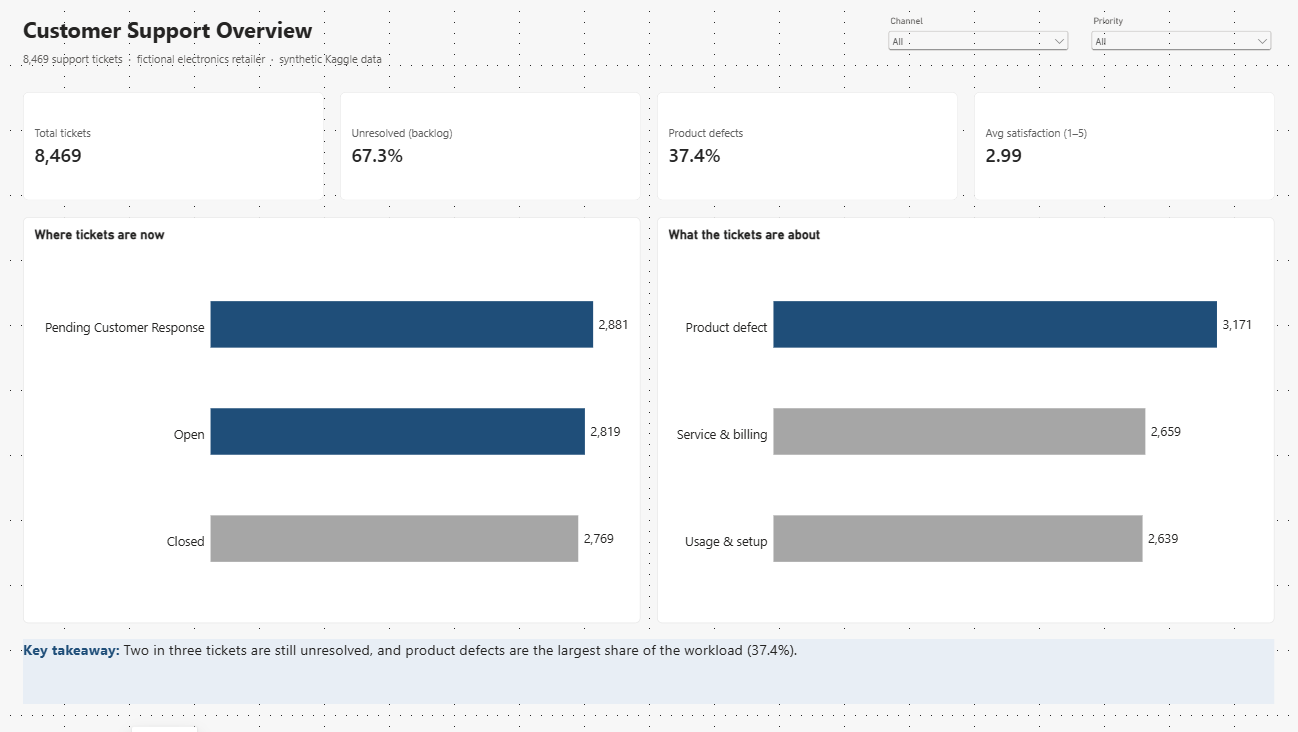 Customer Support Overview
8,469 support tickets · fictional electronics retailer · synthetic Kaggle data
Channel
All
Priority
All
Total tickets
8,469
Unresolved (backlog)
67.3%
Product defects
37.4%
Avg satisfaction (1–5)
2.99
Where tickets are now
Pending Customer Response 2,881
Open 2,819
Closed 2,769
What the tickets are about
Product defect 3,171
Service & billing 2,659
Usage & setup 2,639
Key takeaway: Two in three tickets are still unresolved, and product defects are the largest share of the workload (37.4%).